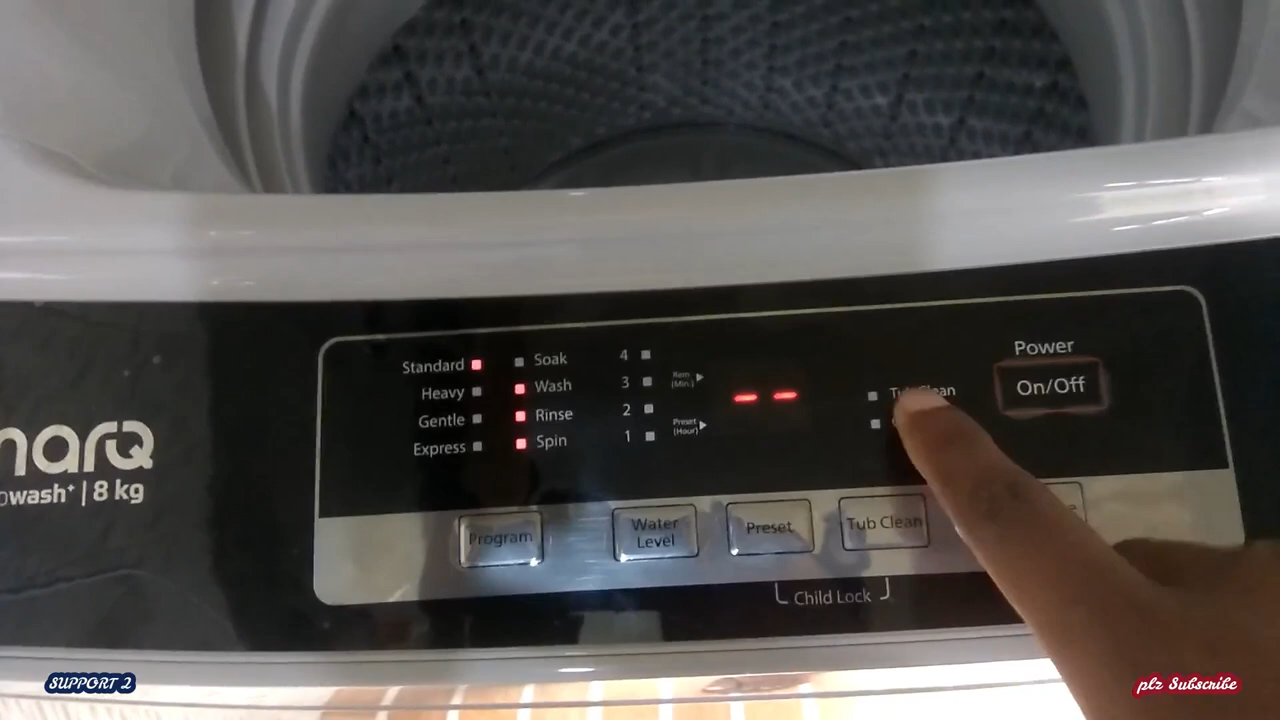 marq
wash+ | 8 kg
Standard
Heavy
Gentle
Express
Soak
Wash
Rinse
Spin
4
3
2
1
Rem
(Min.)
Preset
(Hour)
--
Tub Clean
Power
On/Off
Program
Water
Level
Preset
Tub Clean
Child Lock
SUPPORT 2
plz Subscribe